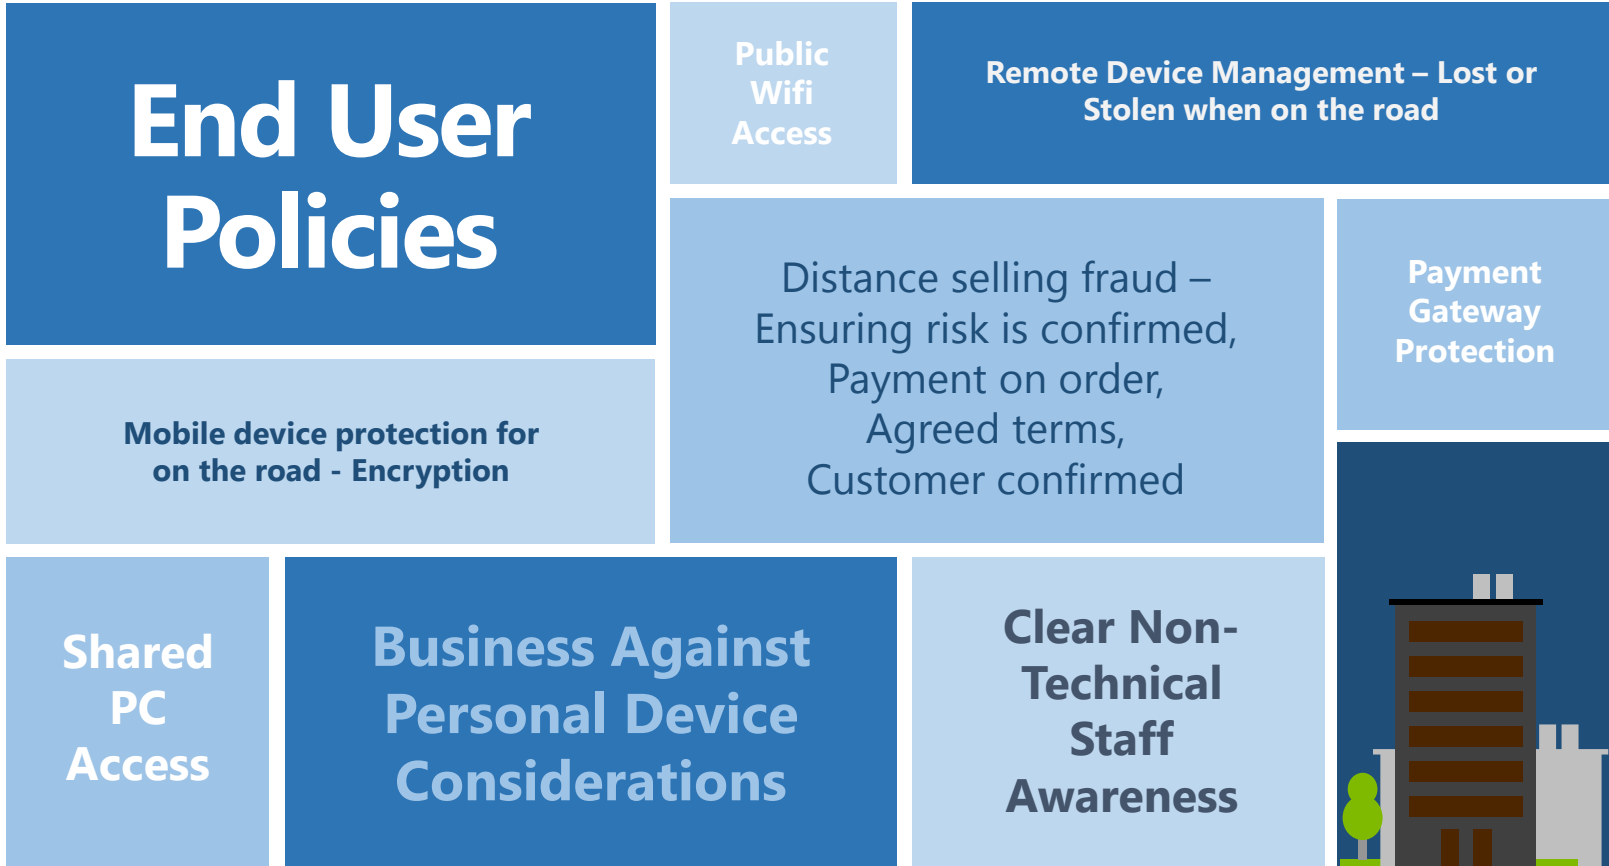 End User
Policies
Public
Wifi
Access
Remote Device Management – Lost or
Stolen when on the road
Distance selling fraud –
Ensuring risk is confirmed,
Payment on order,
Agreed terms,
Customer confirmed
Payment
Gateway
Protection
Mobile device protection for
on the road - Encryption
Shared
PC
Access
Business Against
Personal Device
Considerations
Clear Non-
Technical
Staff
Awareness